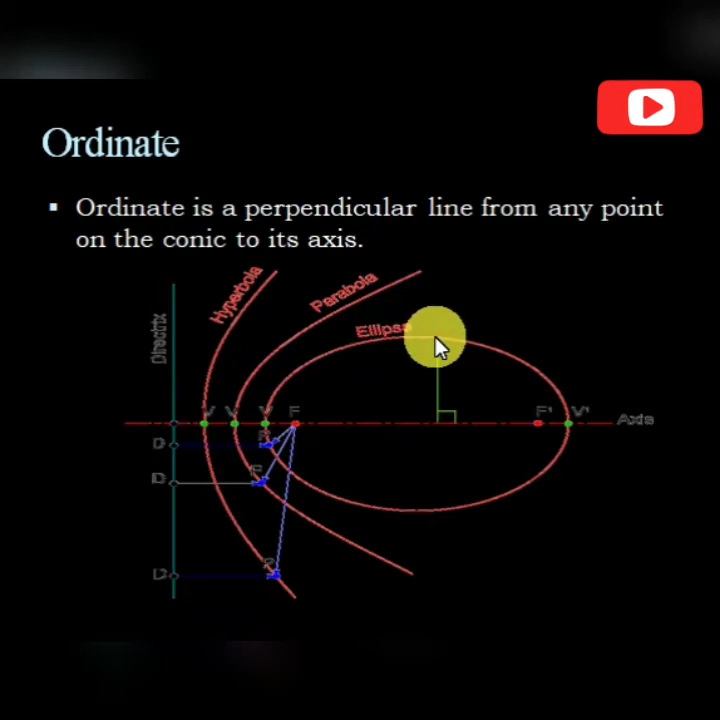 Ordinate
▪ Ordinate is a perpendicular line from any point
on the conic to its axis.
Hyperbola
Parabola
Ellipse
Directrix
V V V F F' V' Axis
P
P
P